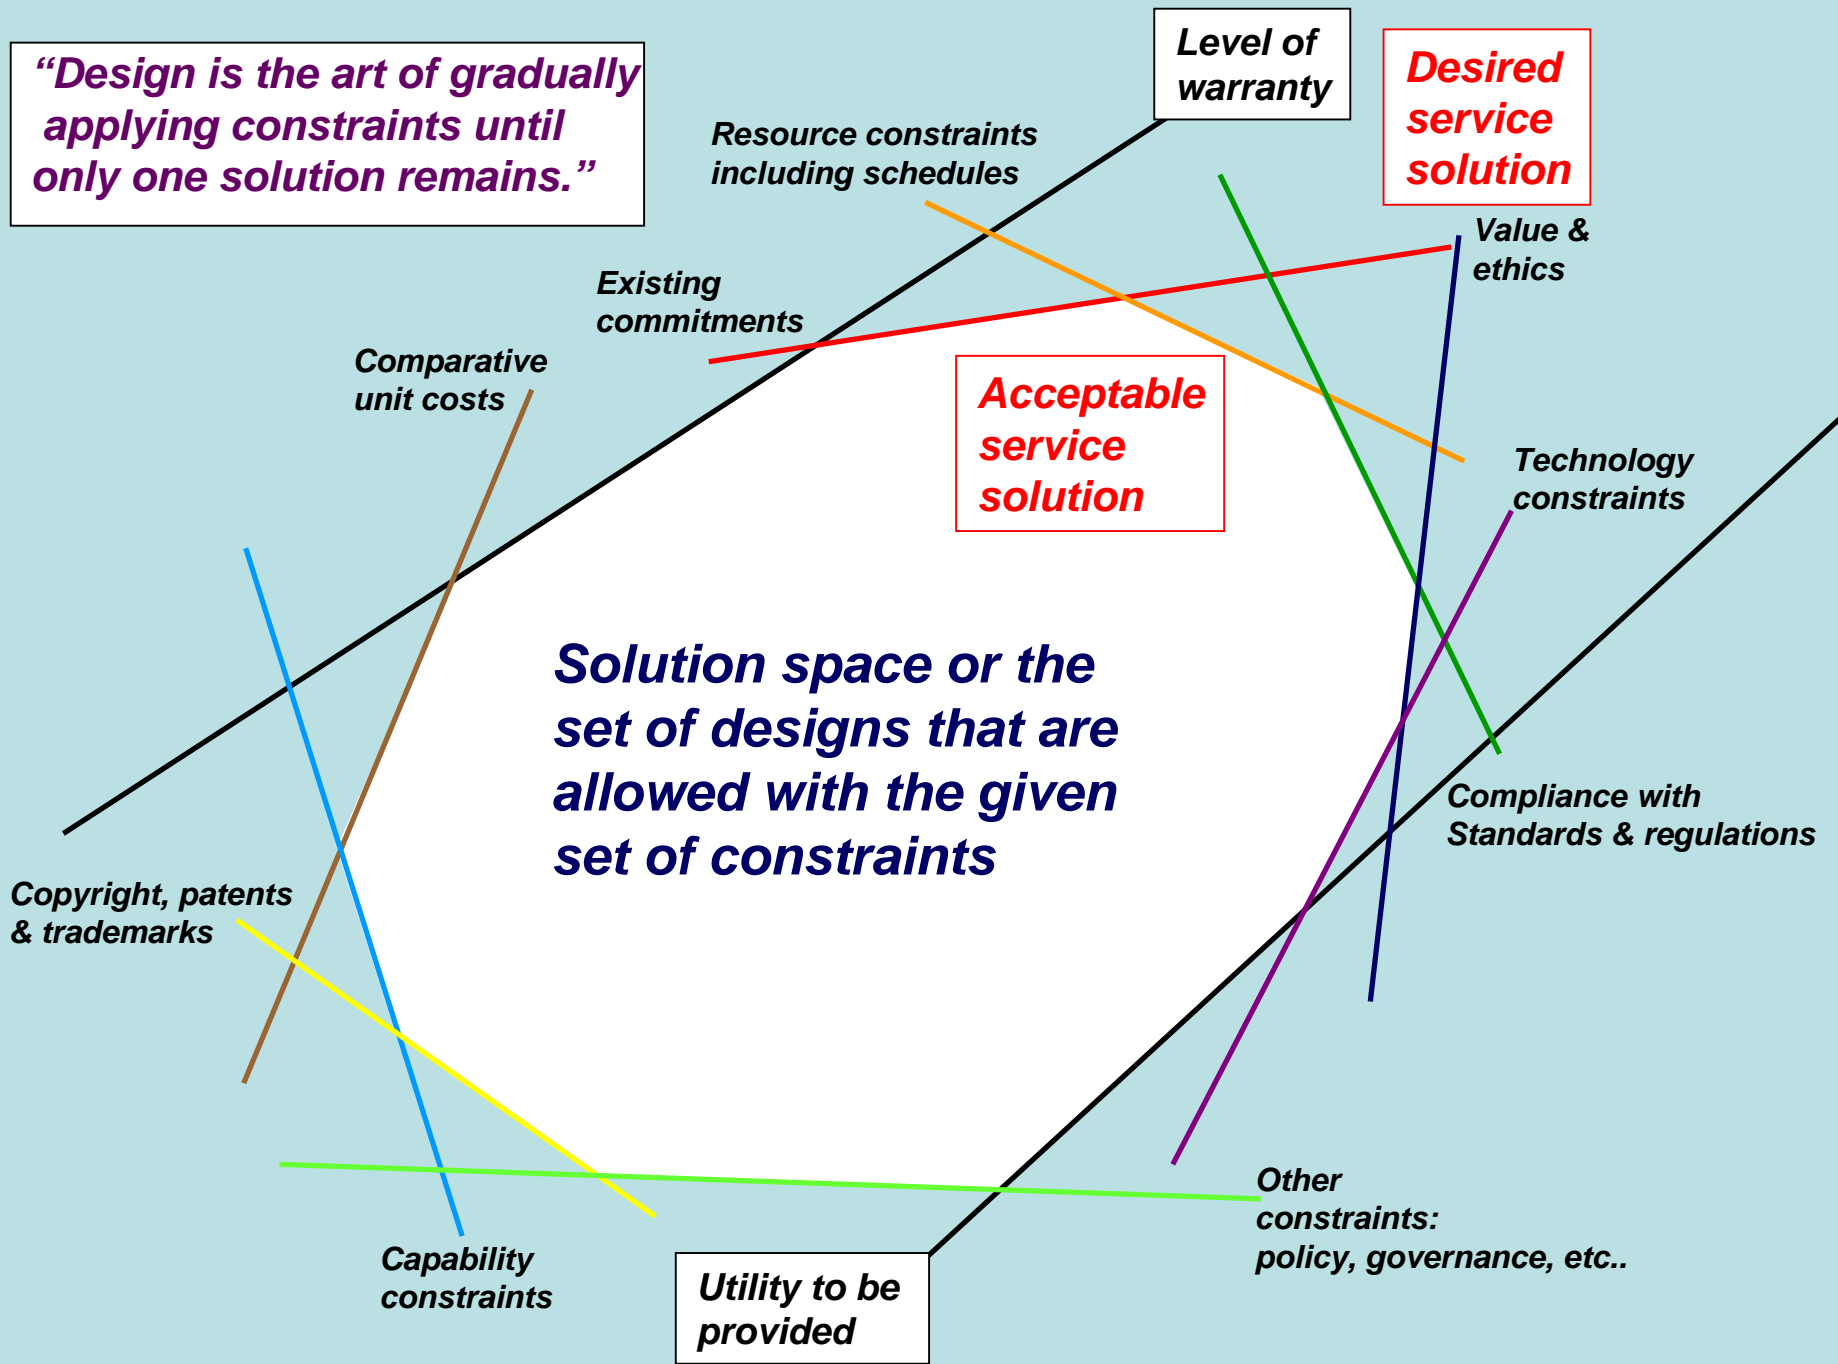 “Design is the art of gradually
applying constraints until
only one solution remains.”
Level of
warranty
Desired
service
solution
Resource constraints
including schedules
Value &
ethics
Existing
commitments
Comparative
unit costs
Acceptable
service
solution
Technology
constraints
Solution space or the
set of designs that are
allowed with the given
set of constraints
Compliance with
Standards & regulations
Copyright, patents
& trademarks
Other
constraints:
policy, governance, etc..
Capability
constraints
Utility to be
provided